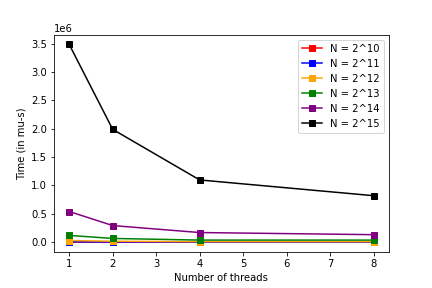 1e6
3.5
3.0
2.5
2.0
1.5
1.0
0.5
0.0
Time (in mu-s)
N = 2^10
N = 2^11
N = 2^12
N = 2^13
N = 2^14
N = 2^15
1 2 3 4 5 6 7 8
Number of threads